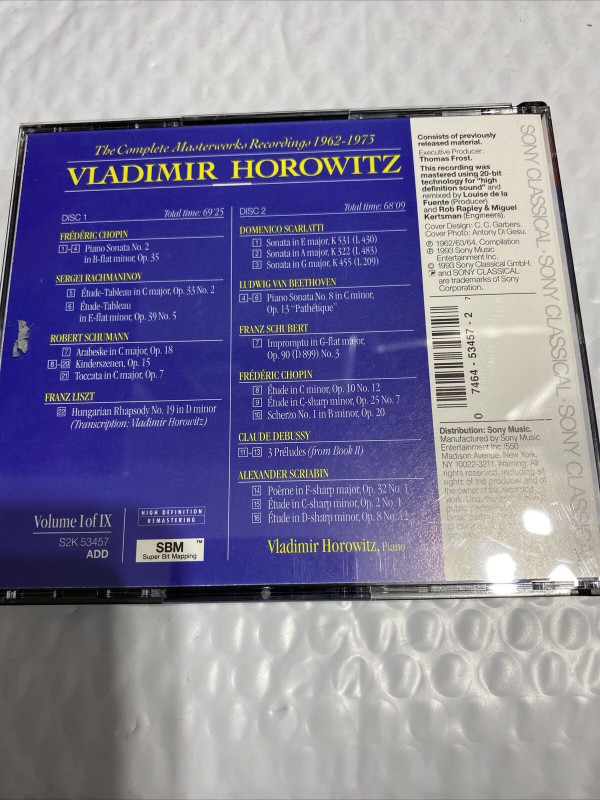 The Complete Masterworks Recordings 1962-1973
VLADIMIR HOROWITZ
DISC 1 Total time: 69'25
FRÉDÉRIC CHOPIN
1-4 Piano Sonata No. 2
in B-flat minor, Op. 35
SERGEI RACHMANINOV
5 Étude-Tableau in C major, Op. 33 No. 2
6 Étude-Tableau
in E-flat minor, Op. 39 No. 5
ROBERT SCHUMANN
7 Arabeske in C major, Op. 18
8-20 Kinderszenen, Op. 15
21 Toccata in C major, Op. 7
FRANZ LISZT
22 Hungarian Rhapsody No. 19 in D minor
(Transcription: Vladimir Horowitz)
Volume I of IX
S2K 53457
ADD
HIGH DEFINITION
REMASTERING
SBM™
Super Bit Mapping
DISC 2 Total time: 68'09
DOMENICO SCARLATTI
1 Sonata in E major, K 531 (L 430)
2 Sonata in A major, K 322 (L 483)
3 Sonata in G major, K 455 (L 209)
LUDWIG VAN BEETHOVEN
4-6 Piano Sonata No. 8 in C minor,
Op. 13 “Pathétique”
FRANZ SCHUBERT
7 Impromptu in G-flat major,
Op. 90 (D 899) No. 3
FRÉDÉRIC CHOPIN
8 Étude in C minor, Op. 10 No. 12
9 Étude in C-sharp minor, Op. 25 No. 7
10 Scherzo No. 1 in B minor, Op. 20
CLAUDE DEBUSSY
11-13 3 Préludes (from Book II)
ALEXANDER SCRIABIN
14 Poème in F-sharp major, Op. 32 No. 1
15 Étude in C-sharp minor, Op. 2 No. 1
16 Étude in D-sharp minor, Op. 8 No. 12
Vladimir Horowitz, Piano
Consists of previously
released material.
Executive Producer:
Thomas Frost.
This recording was
mastered using 20-bit
technology for "high
definition sound" and
remixed by Louise de la
Fuente (Producer)
and Rob Rapley & Miguel
Kertsman (Engineers).
Cover Design: C. C. Garbers.
Cover Photo: Antony Di Gesu.
℗ 1962/63/64, Compilation
℗ 1993 Sony Music
Entertainment Inc.
© 1993 Sony Classical GmbH.
and SONY CLASSICAL
are trademarks of Sony
Corporation.
0 7464-53457-2 7
Distribution: Sony Music.
Manufactured by Sony Music
Entertainment Inc./550
Madison Avenue, New York,
NY 10022-3211. Warning: All
rights reserved, including all
rights of the producer and of
the owner of the recorded
SONY CLASSICAL · SONY CLASSICAL · SONY CLASSICAL